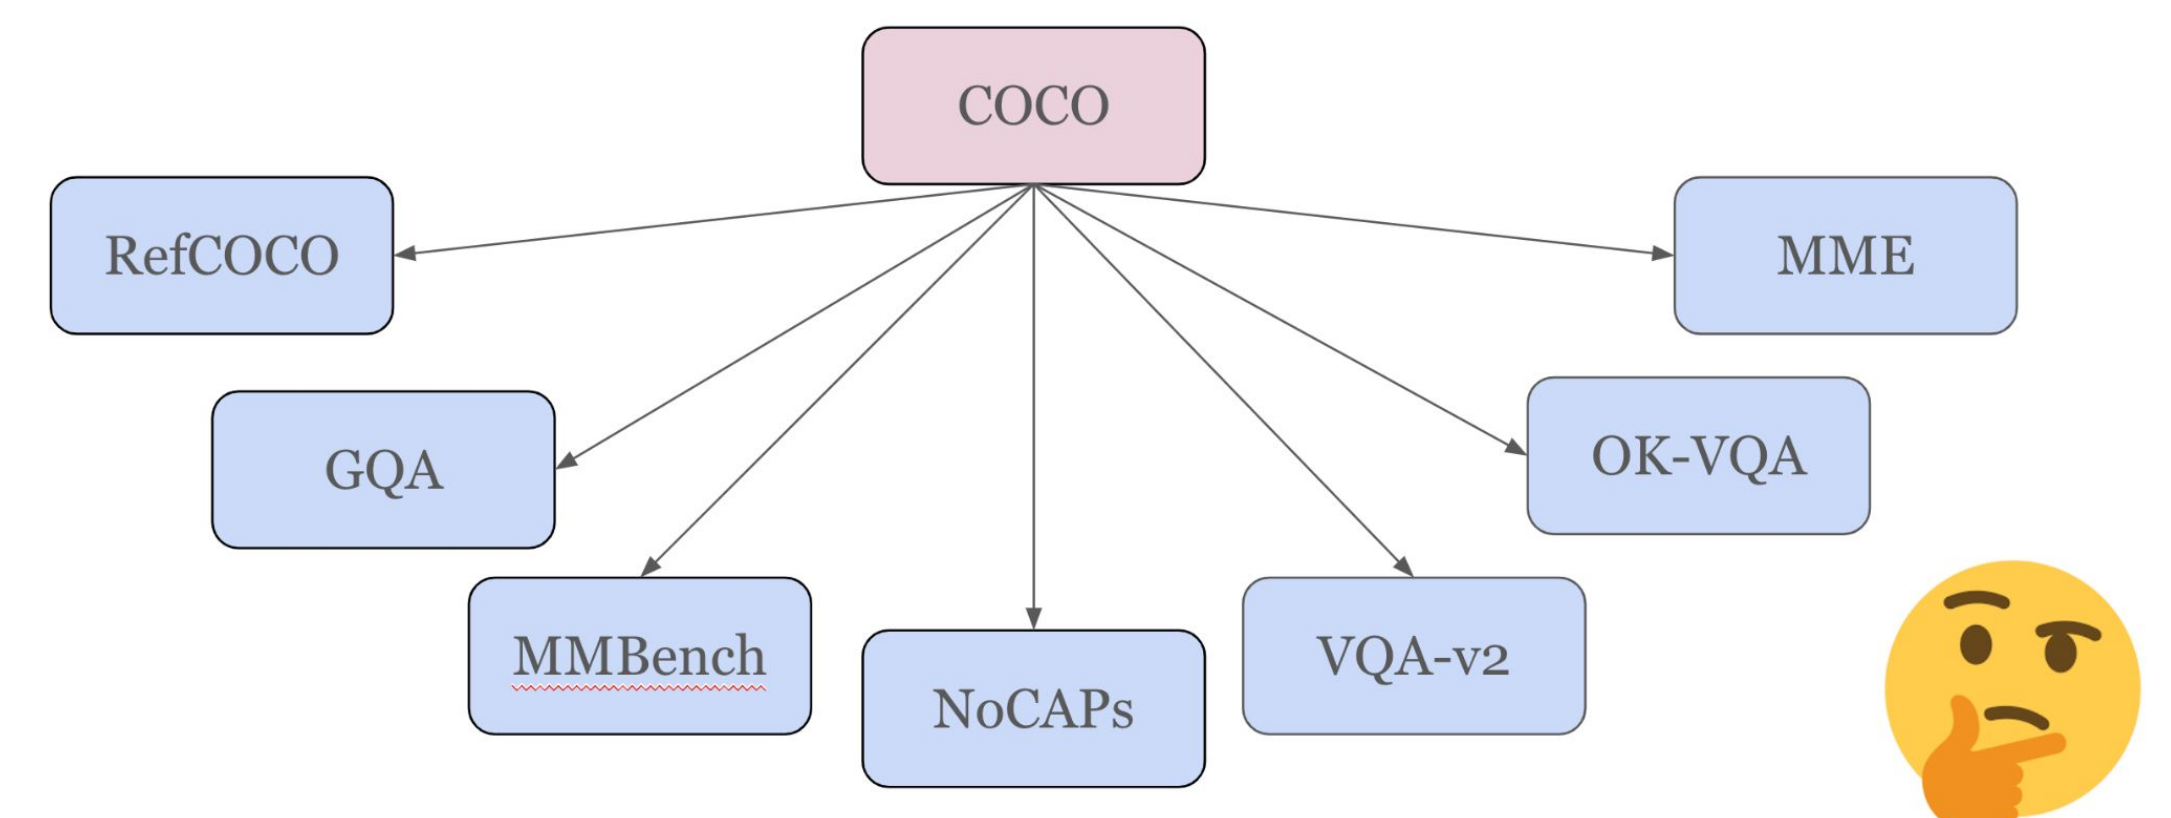 COCO
RefCOCO
MME
GQA
OK-VQA
MMBench
NoCAPs
VQA-v2